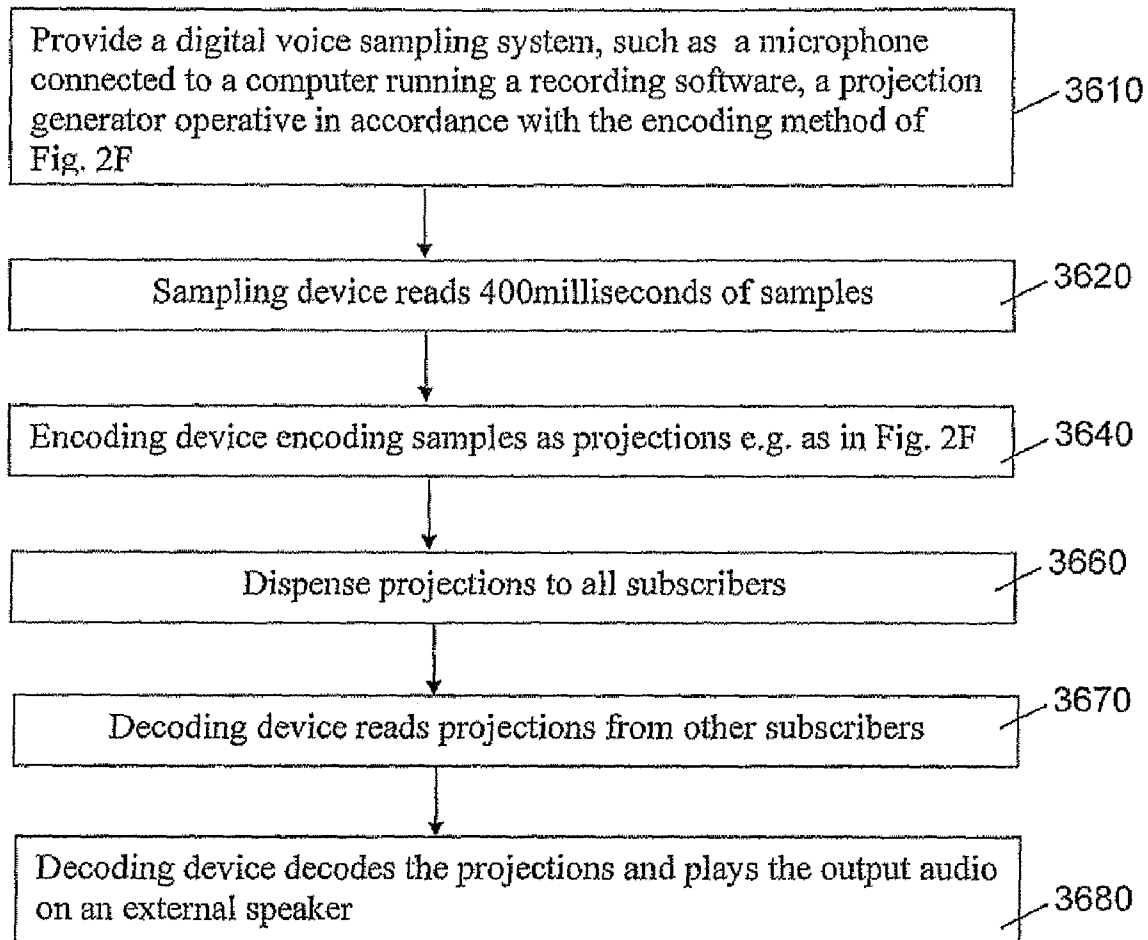 Provide a digital voice sampling system, such as a microphone
connected to a computer running a recording software, a projection
generator operative in accordance with the encoding method of
Fig. 2F
3610
Sampling device reads 400milliseconds of samples
3620
Encoding device encoding samples as projections e.g. as in Fig. 2F
3640
Dispense projections to all subscribers
3660
Decoding device reads projections from other subscribers
3670
Decoding device decodes the projections and plays the output audio
on an external speaker
3680